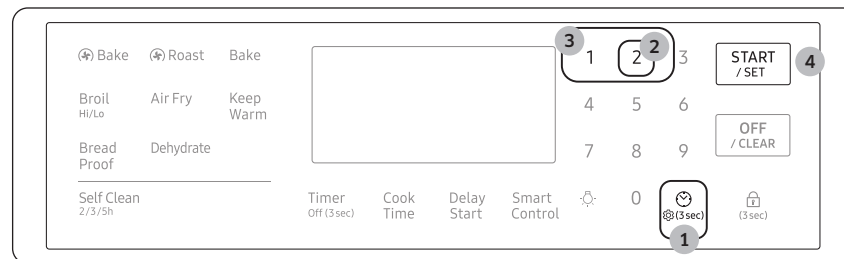 Bake Roast Bake
Broil Air Fry Keep
Hi/Lo Warm
Bread Dehydrate
Proof
Self Clean
2/3/5h
Timer Cook Delay Smart
Off (3 sec) Time Start Control
3 2
1 2 3
4 5 6
7 8 9
0 (3 sec)
1
START
/ SET
4
OFF
/ CLEAR
(3 sec)